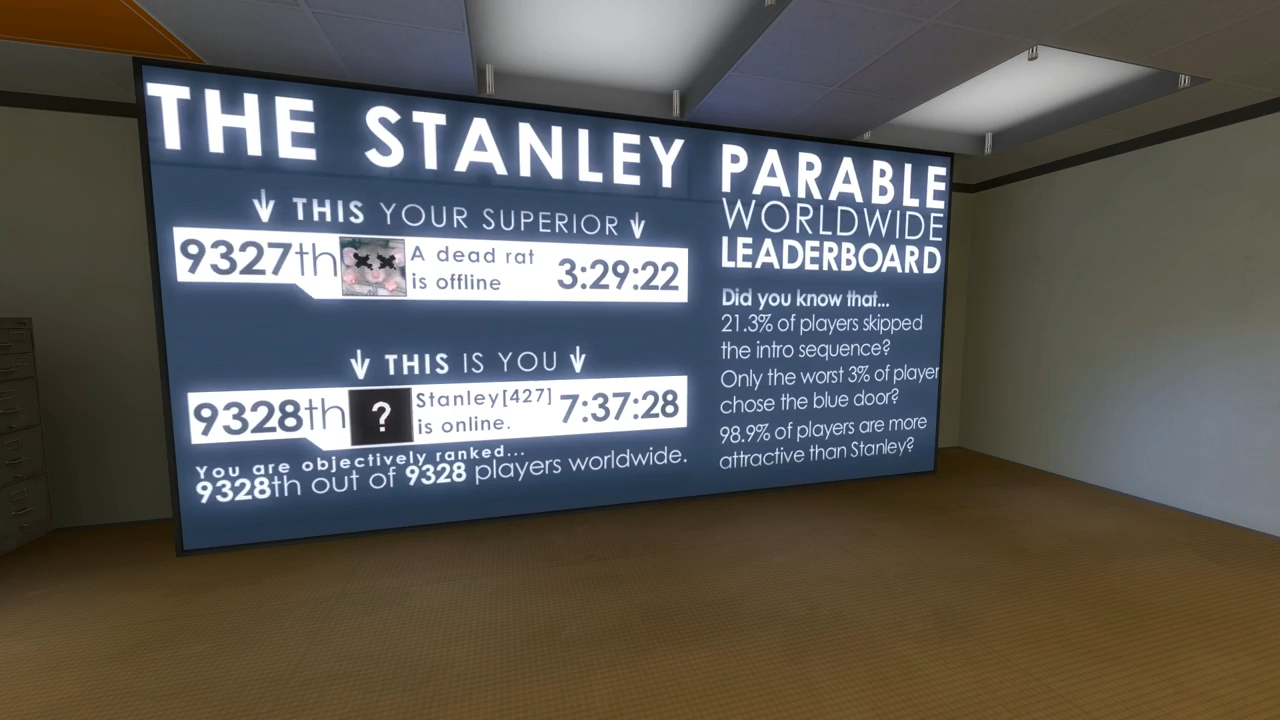 THE STANLEY PARABLE
WORLDWIDE
LEADERBOARD
THIS YOUR SUPERIOR
9327th
A dead rat
is offline
3:29:22
THIS IS YOU
9328th
?
Stanley[427]
is online.
7:37:28
You are objectively ranked...
9328th out of 9328 players worldwide.
Did you know that...
21.3% of players skipped
the intro sequence?
Only the worst 3% of player
chose the blue door?
98.9% of players are more
attractive than Stanley?